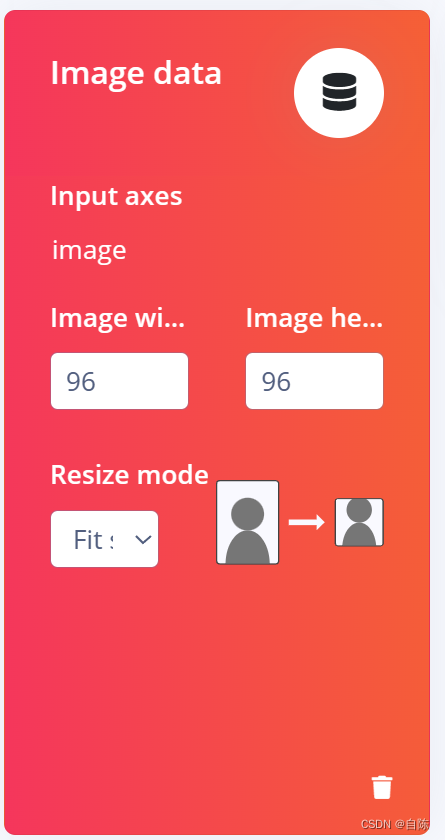 Image data
Input axes
image
Image wi... Image he...
96 96
Resize mode
Fit
CSDN @自陈